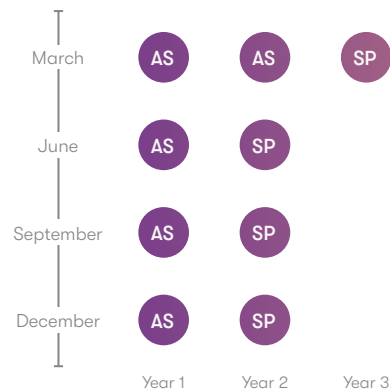 March AS AS SP
June AS SP
September AS SP
December AS SP
Year 1 Year 2 Year 3